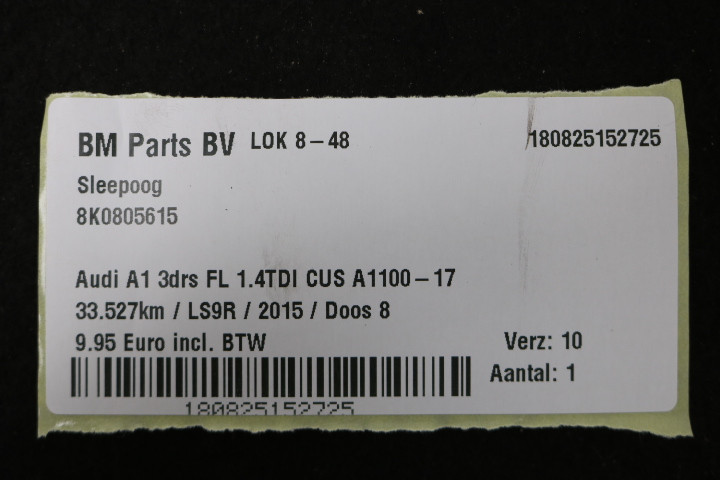 BM Parts BV LOK 8-48 180825152725
Sleepoog
8K0805615
Audi A1 3drs FL 1.4TDI CUS A1100-17
33.527km / LS9R / 2015 / Doos 8
9.95 Euro incl. BTW Verz: 10
Aantal: 1
180825152725